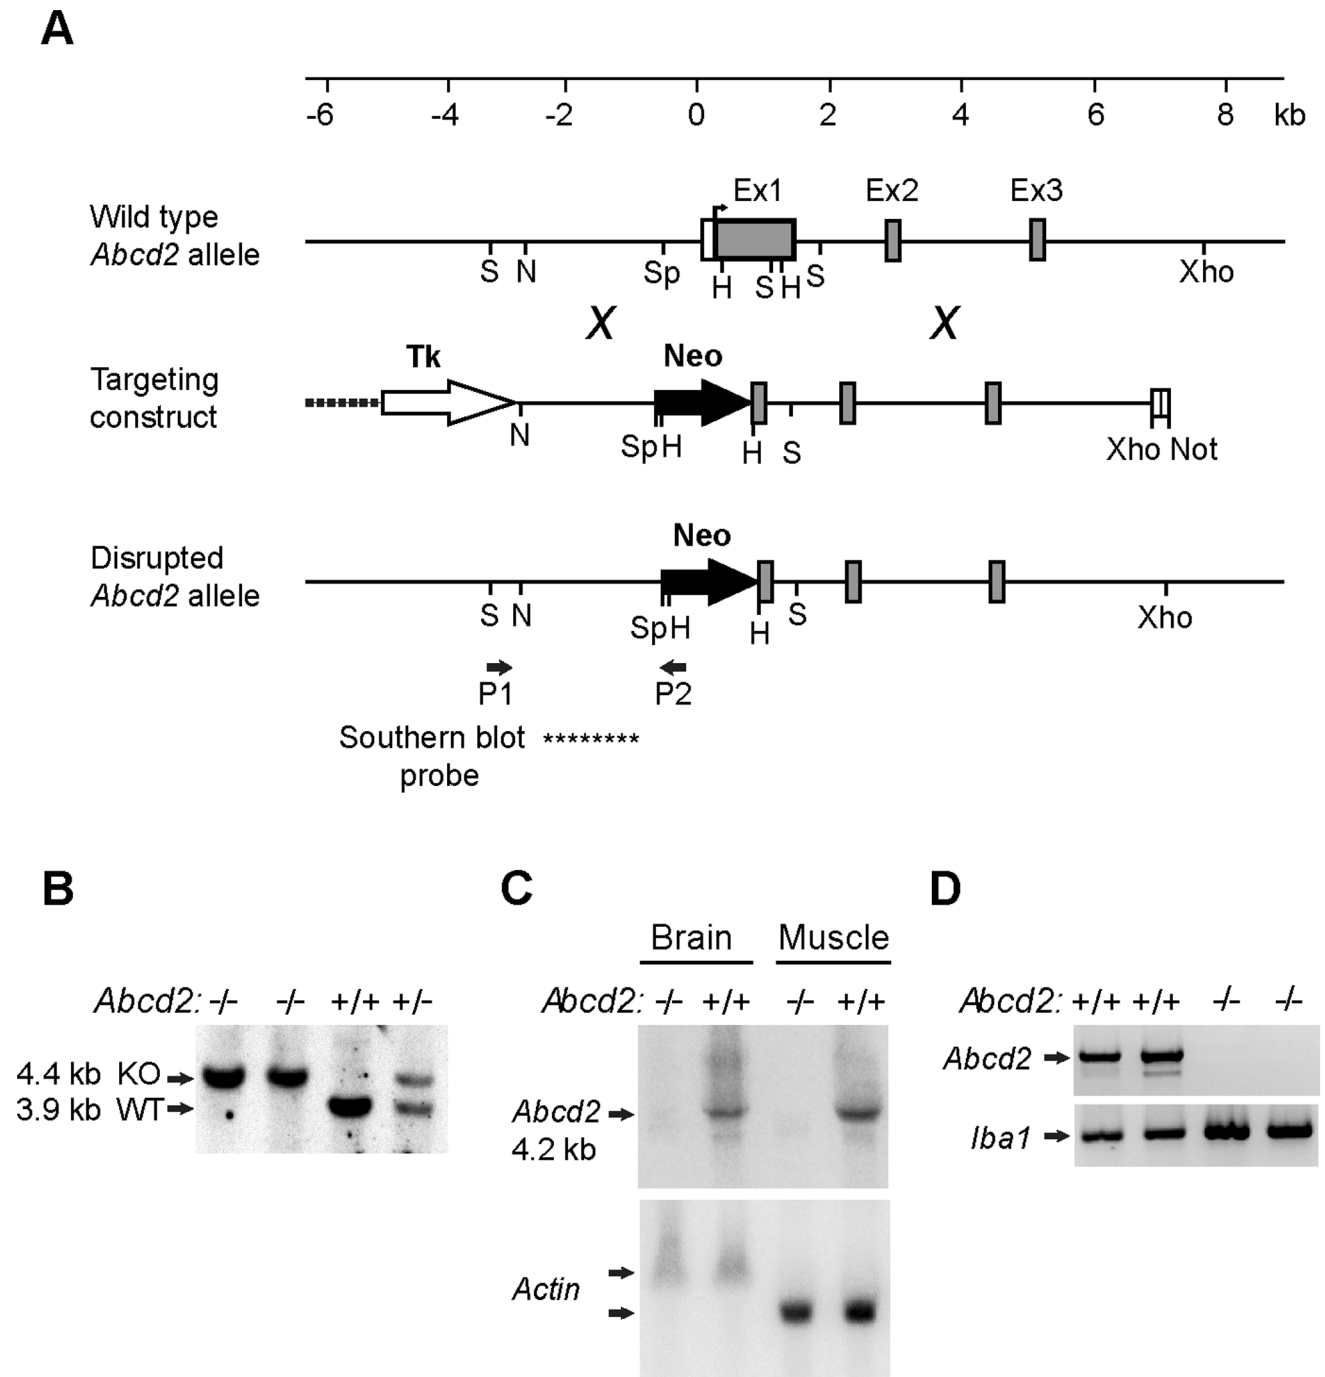 A
-6 -4 -2 0 2 4 6 8 kb
Ex1 Ex2 Ex3
Wild type
Abcd2 allele
S N Sp H S H S Xho
X X
Tk Neo
Targeting
construct
N Sp H H S Xho Not
Neo
Disrupted
Abcd2 allele
S N Sp H H S Xho
P1 P2
Southern blot ********
probe
B
Abcd2: -/- -/- +/+ +/-
4.4 kb KO
3.9 kb WT
C
Brain Muscle
Abcd2: -/- +/+ -/- +/+
Abcd2
4.2 kb
Actin
D
Abcd2: +/+ +/+ -/- -/-
Abcd2
Iba1